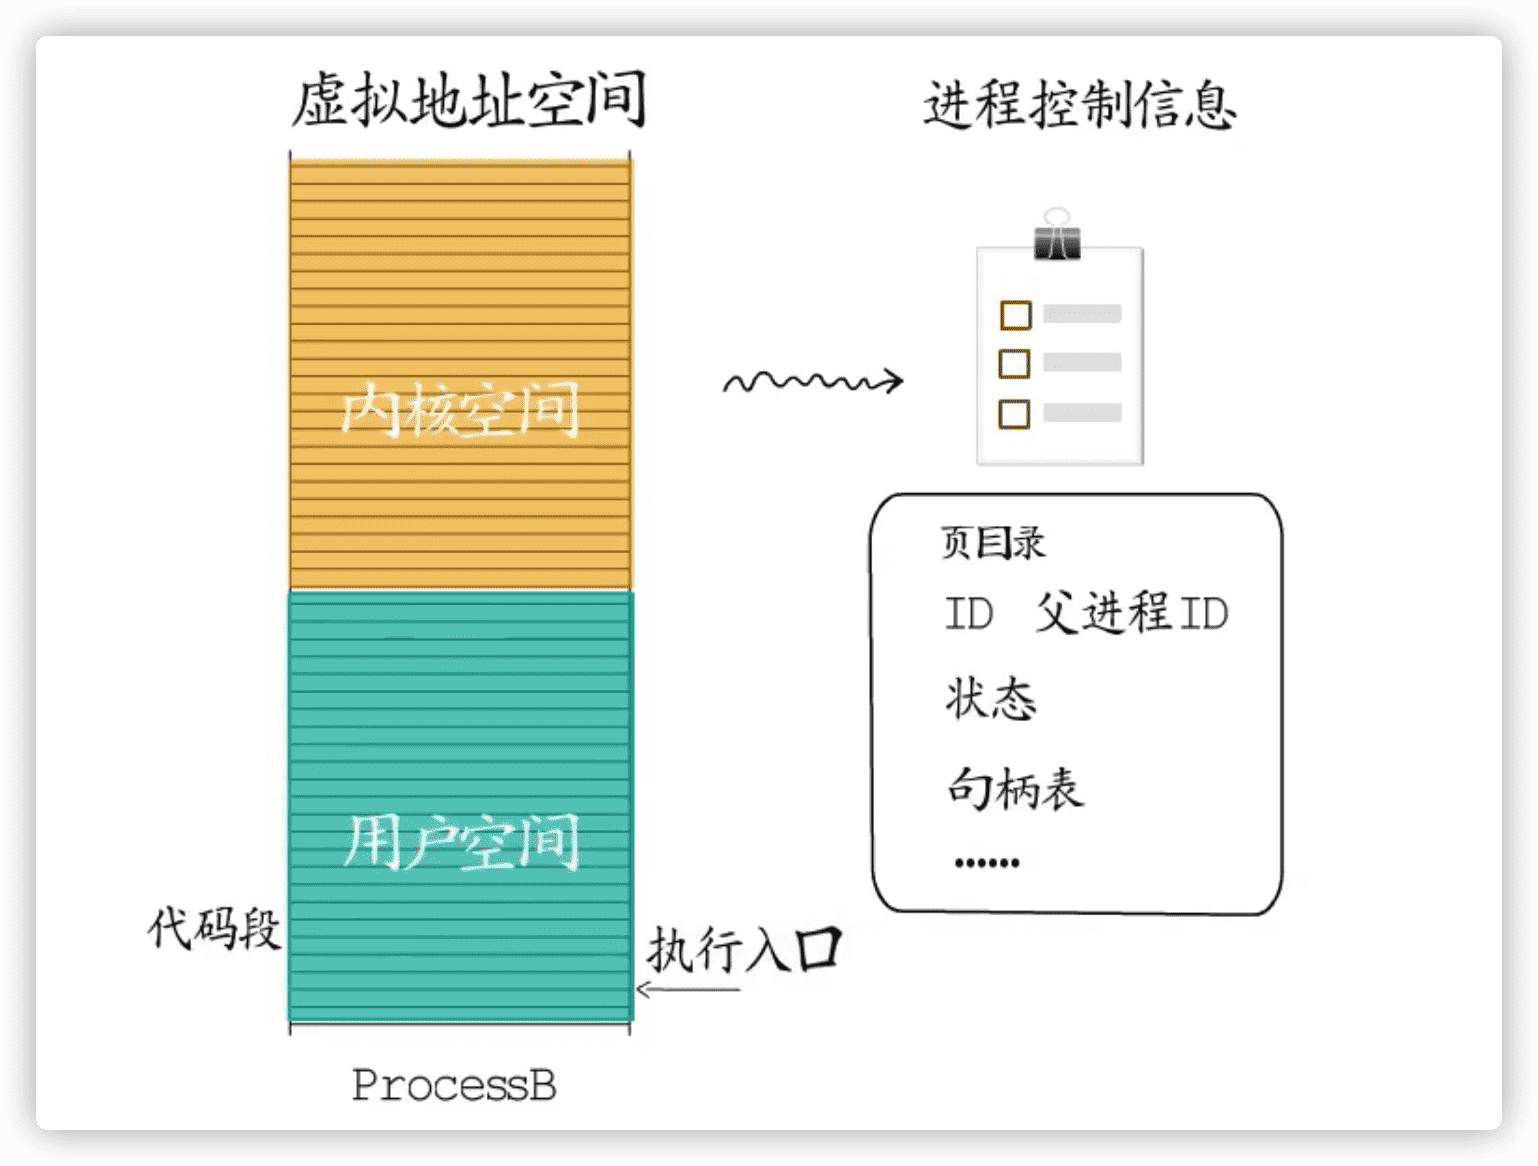 虚拟地址空间
进程控制信息
内核空间
页目录
ID 父进程ID
状态
句柄表
......
用户空间
代码段
执行入口
ProcessB